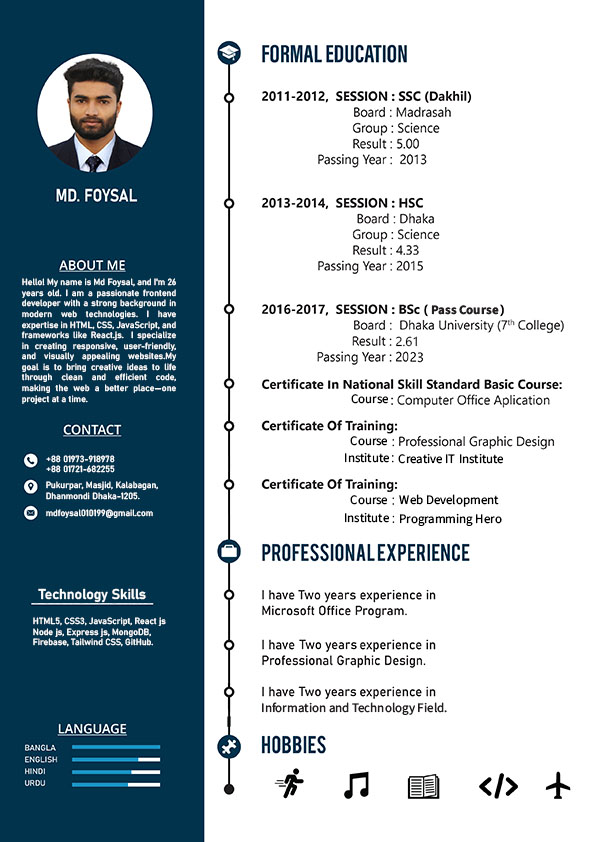 MD. FOYSAL
ABOUT ME
Hello! My name is Md Foysal, and I'm 26
years old. I am a passionate frontend
developer with a strong background in
modern web technologies. I have
expertise in HTML, CSS, JavaScript, and
frameworks like React.js. I specialize
in creating responsive, user-friendly,
and visually appealing websites.My
goal is to bring creative ideas to life
through clean and efficient code,
making the web a better place—one
project at a time.
CONTACT
+88 01973-918978
+88 01721-682255
Pukurpar, Masjid, Kalabagan,
Dhanmondi Dhaka-1205.
mdfoysal010199@gmail.com
Technology Skills
HTML5, CSS3, JavaScript, React js
Node js, Express js, MongoDB,
Firebase, Tailwind CSS, GitHub.
LANGUAGE
BANGLA
ENGLISH
HINDI
URDU
FORMAL EDUCATION
2011-2012, SESSION : SSC (Dakhil)
Board : Madrasah
Group : Science
Result : 5.00
Passing Year : 2013
2013-2014, SESSION : HSC
Board : Dhaka
Group : Science
Result : 4.33
Passing Year : 2015
2016-2017, SESSION : BSc ( Pass Course )
Board : Dhaka University (7th College)
Result : 2.61
Passing Year : 2023
Certificate In National Skill Standard Basic Course:
Course : Computer Office Aplication
Certificate Of Training:
Course : Professional Graphic Design
Institute : Creative IT Institute
Certificate Of Training:
Course : Web Development
Institute : Programming Hero
PROFESSIONAL EXPERIENCE
I have Two years experience in
Microsoft Office Program.
I have Two years experience in
Professional Graphic Design.
I have Two years experience in
Information and Technology Field.
HOBBIES